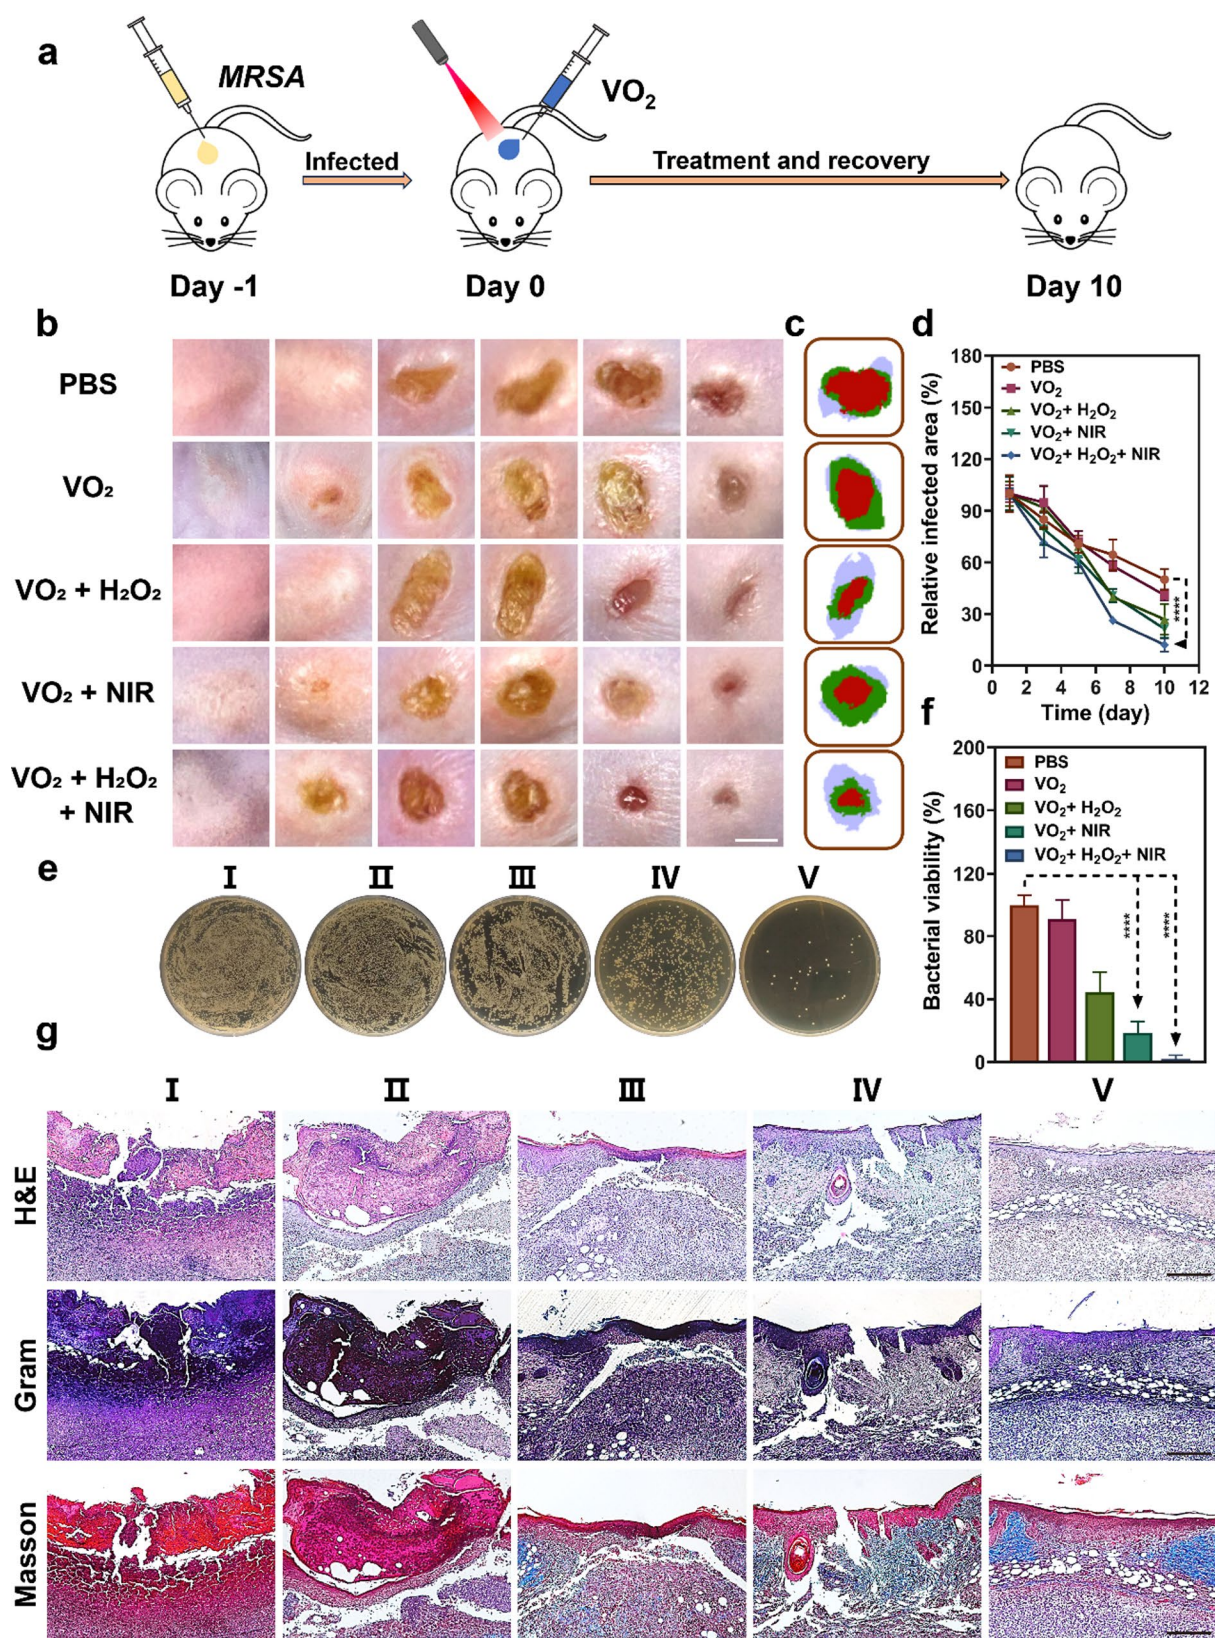 a
MRSA
VO₂
Infected
Treatment and recovery
Day -1
Day 0
Day 10
b
PBS
VO₂
VO₂ + H₂O₂
VO₂ + NIR
VO₂ + H₂O₂
+ NIR
c
d
Relative infected area (%)
180
150
120
90
60
30
0
PBS
VO₂
VO₂+ H₂O₂
VO₂+ NIR
VO₂+ H₂O₂+ NIR
****
0 2 4 6 8 10 12
Time (day)
e
I II III IV V
f
Bacterial viability (%)
200
160
120
80
40
0
PBS
VO₂
VO₂+ H₂O₂
VO₂+ NIR
VO₂+ H₂O₂+ NIR
**** ****
g
I II III IV V
H&E
Gram
Masson